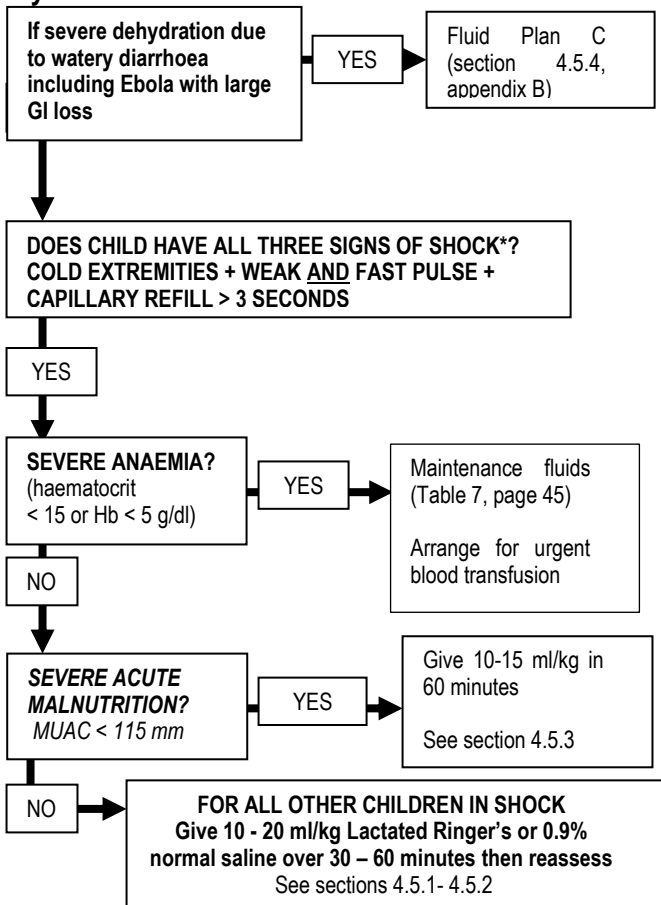 If severe dehydration due
to watery diarrhoea
including Ebola with large
GI loss
YES
Fluid Plan C
(section 4.5.4,
appendix B)
DOES CHILD HAVE ALL THREE SIGNS OF SHOCK*?
COLD EXTREMITIES + WEAK AND FAST PULSE +
CAPILLARY REFILL > 3 SECONDS
YES
SEVERE ANAEMIA?
(haematocrit
< 15 or Hb < 5 g/dl)
YES
Maintenance fluids
(Table 7, page 45)
Arrange for urgent
blood transfusion
NO
SEVERE ACUTE
MALNUTRITION?
MUAC < 115 mm
YES
Give 10-15 ml/kg in
60 minutes
See section 4.5.3
NO
FOR ALL OTHER CHILDREN IN SHOCK
Give 10 - 20 ml/kg Lactated Ringer's or 0.9%
normal saline over 30 – 60 minutes then reassess
See sections 4.5.1- 4.5.2